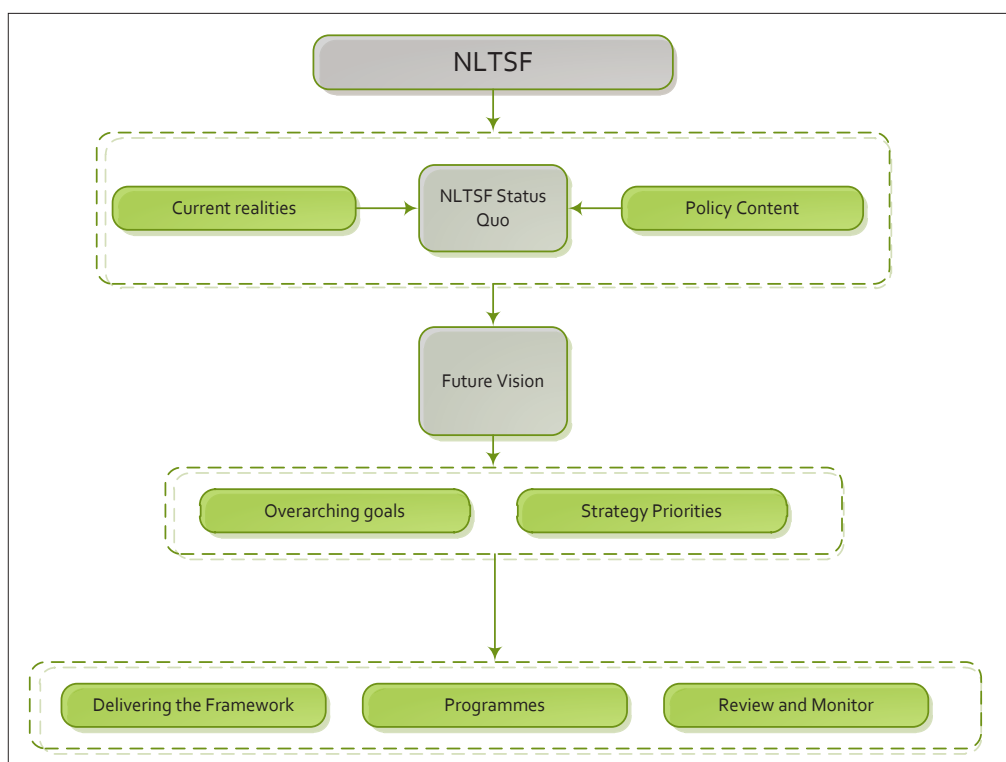 NLTSF
Current realities
NLTSF Status
Quo
Policy Content
Future Vision
Overarching goals
Strategy Priorities
Delivering the Framework
Programmes
Review and Monitor